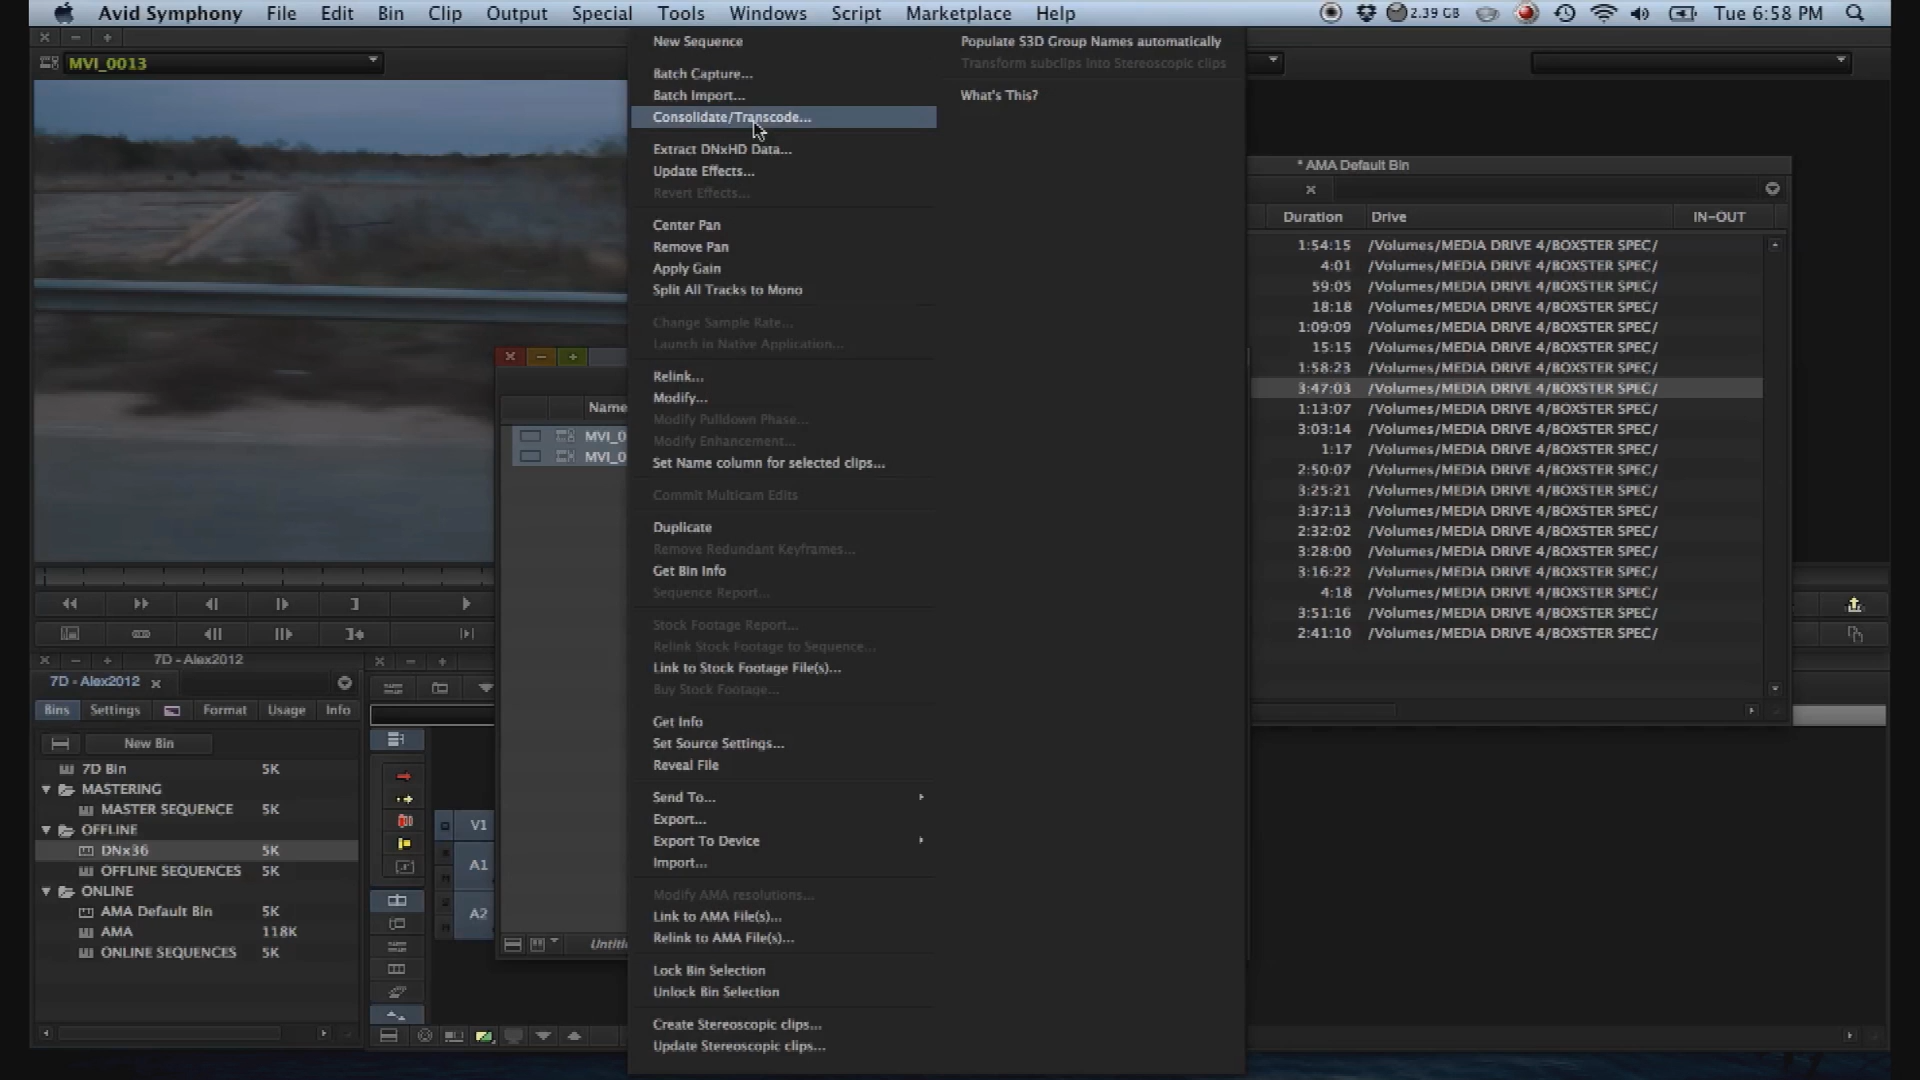 Avid Symphony File Edit Bin Clip Output Special Tools Windows Script Marketplace Help 2.39 GB Tue 6:58 PM
MVI_0013
New Sequence
Batch Capture...
Batch Import...
Consolidate/Transcode...
Extract DNxHD Data...
Update Effects...
Revert Effects...
Center Pan
Remove Pan
Apply Gain
Split All Tracks to Mono
Change Sample Rate...
Launch in Native Application...
Relink...
Modify...
Modify Pulldown Phase...
Modify Enhancement...
Set Name column for selected clips...
Commit Multicam Edits
Duplicate
Remove Redundant Keyframes...
Get Bin Info
Sequence Report...
Stock Footage Report...
Relink Stock Footage to Sequence...
Link to Stock Footage File(s)...
Buy Stock Footage...
Get Info
Set Source Settings...
Reveal File
Send To...
Export...
Export To Device
Import...
Modify AMA resolutions...
Link to AMA File(s)...
Relink to AMA File(s)...
Lock Bin Selection
Unlock Bin Selection
Create Stereoscopic clips...
Update Stereoscopic clips...
Populate S3D Group Names automatically
Transform subclips into Stereoscopic clips
What's This?
* AMA Default Bin
Duration Drive IN-OUT
1:54:15 /Volumes/MEDIA DRIVE 4/BOXSTER SPEC/
4:01 /Volumes/MEDIA DRIVE 4/BOXSTER SPEC/
59:05 /Volumes/MEDIA DRIVE 4/BOXSTER SPEC/
18:18 /Volumes/MEDIA DRIVE 4/BOXSTER SPEC/
1:09:09 /Volumes/MEDIA DRIVE 4/BOXSTER SPEC/
15:15 /Volumes/MEDIA DRIVE 4/BOXSTER SPEC/
1:58:23 /Volumes/MEDIA DRIVE 4/BOXSTER SPEC/
3:47:03 /Volumes/MEDIA DRIVE 4/BOXSTER SPEC/
1:13:07 /Volumes/MEDIA DRIVE 4/BOXSTER SPEC/
3:03:14 /Volumes/MEDIA DRIVE 4/BOXSTER SPEC/
1:17 /Volumes/MEDIA DRIVE 4/BOXSTER SPEC/
2:50:07 /Volumes/MEDIA DRIVE 4/BOXSTER SPEC/
3:25:21 /Volumes/MEDIA DRIVE 4/BOXSTER SPEC/
3:37:13 /Volumes/MEDIA DRIVE 4/BOXSTER SPEC/
2:32:02 /Volumes/MEDIA DRIVE 4/BOXSTER SPEC/
3:28:00 /Volumes/MEDIA DRIVE 4/BOXSTER SPEC/
3:16:22 /Volumes/MEDIA DRIVE 4/BOXSTER SPEC/
4:18 /Volumes/MEDIA DRIVE 4/BOXSTER SPEC/
3:51:16 /Volumes/MEDIA DRIVE 4/BOXSTER SPEC/
2:41:10 /Volumes/MEDIA DRIVE 4/BOXSTER SPEC/
Name
MVI_0
MVI_0
Untitl
7D - Alex2012
7D - Alex2012
Bins Settings Format Usage Info
New Bin
7D Bin 5K
MASTERING
MASTER SEQUENCE 5K
OFFLINE
DNx36 5K
OFFLINE SEQUENCES 5K
ONLINE
AMA Default Bin 5K
AMA 118K
ONLINE SEQUENCES 5K
V1
A1
A2